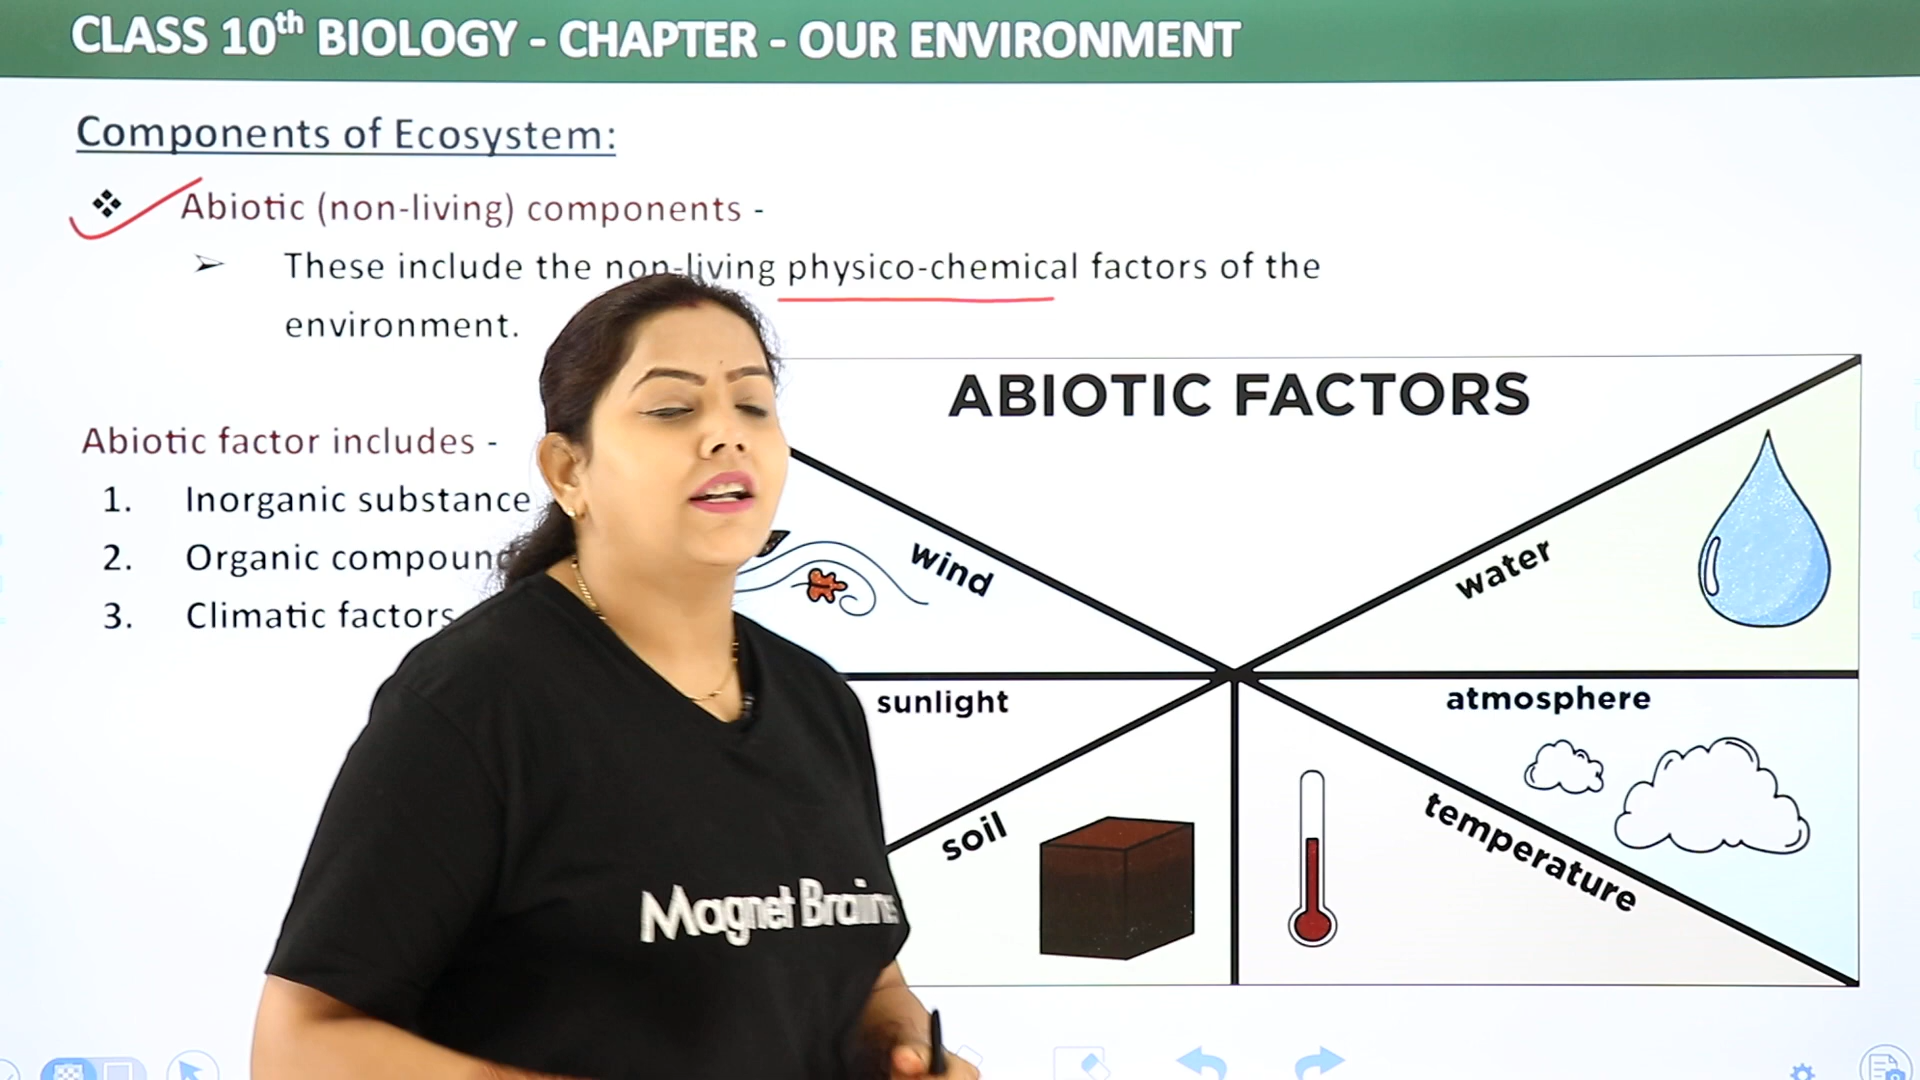 CLASS 10th BIOLOGY - CHAPTER - OUR ENVIRONMENT
Components of Ecosystem:
❖ Abiotic (non-living) components -
➢ These include the non-living physico-chemical factors of the
environment.
Abiotic factor includes -
1. Inorganic substance
2. Organic compound
3. Climatic factors
ABIOTIC FACTORS
wind
water
sunlight
atmosphere
soil
temperature
Magnet Brains